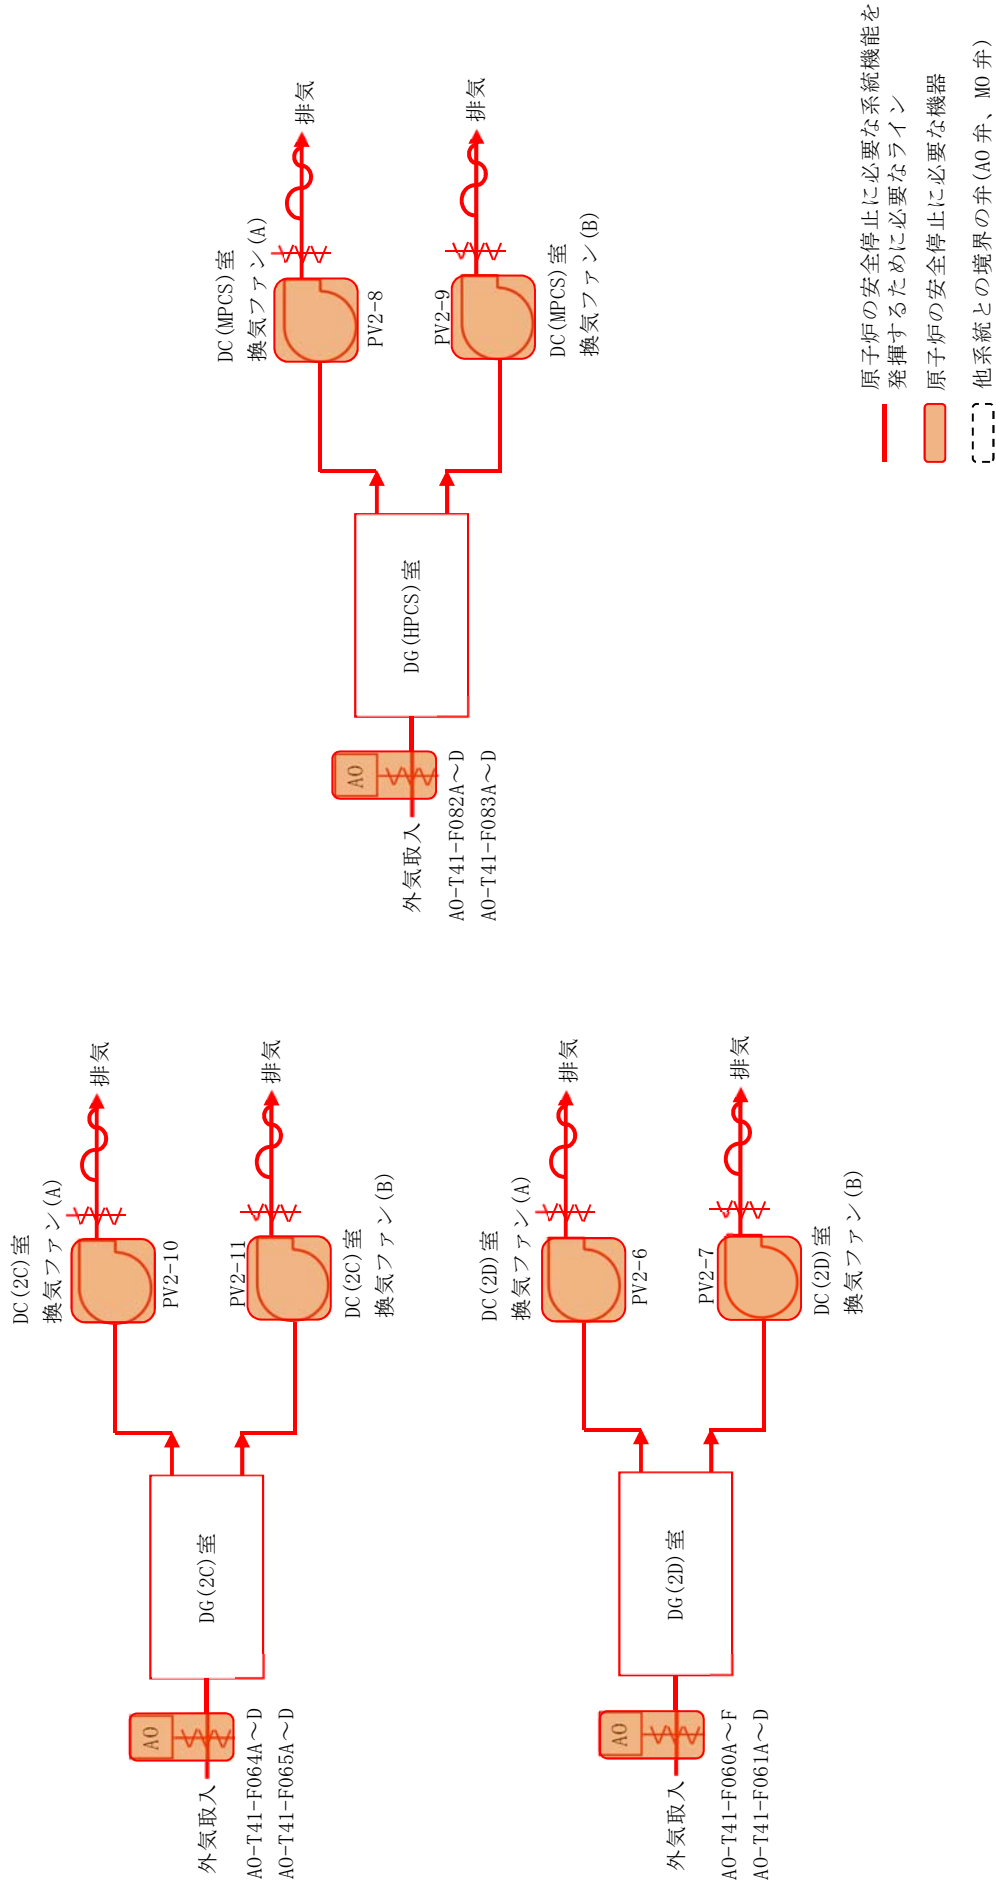 外気取入
AO
AO-T41-F064A～D
AO-T41-F065A～D
DG(2C)室
DC(2C)室
換気ファン(A)
PV2-10
排気
PV2-11
DC(2C)室
換気ファン(B)
排気
外気取入
AO
AO-T41-F060A～F
AO-T41-F061A～D
DG(2D)室
DC(2D)室
換気ファン(A)
PV2-6
排気
PV2-7
DC(2D)室
換気ファン(B)
排気
外気取入
AO
AO-T41-F082A～D
AO-T41-F083A～D
DG(HPCS)室
DC(MPCS)室
換気ファン(A)
PV2-8
排気
PV2-9
DC(MPCS)室
換気ファン(B)
排気
原子炉の安全停止に必要な系統機能を
発揮するために必要なライン
原子炉の安全停止に必要な機器
他系統との境界の弁(AO弁、MO弁)